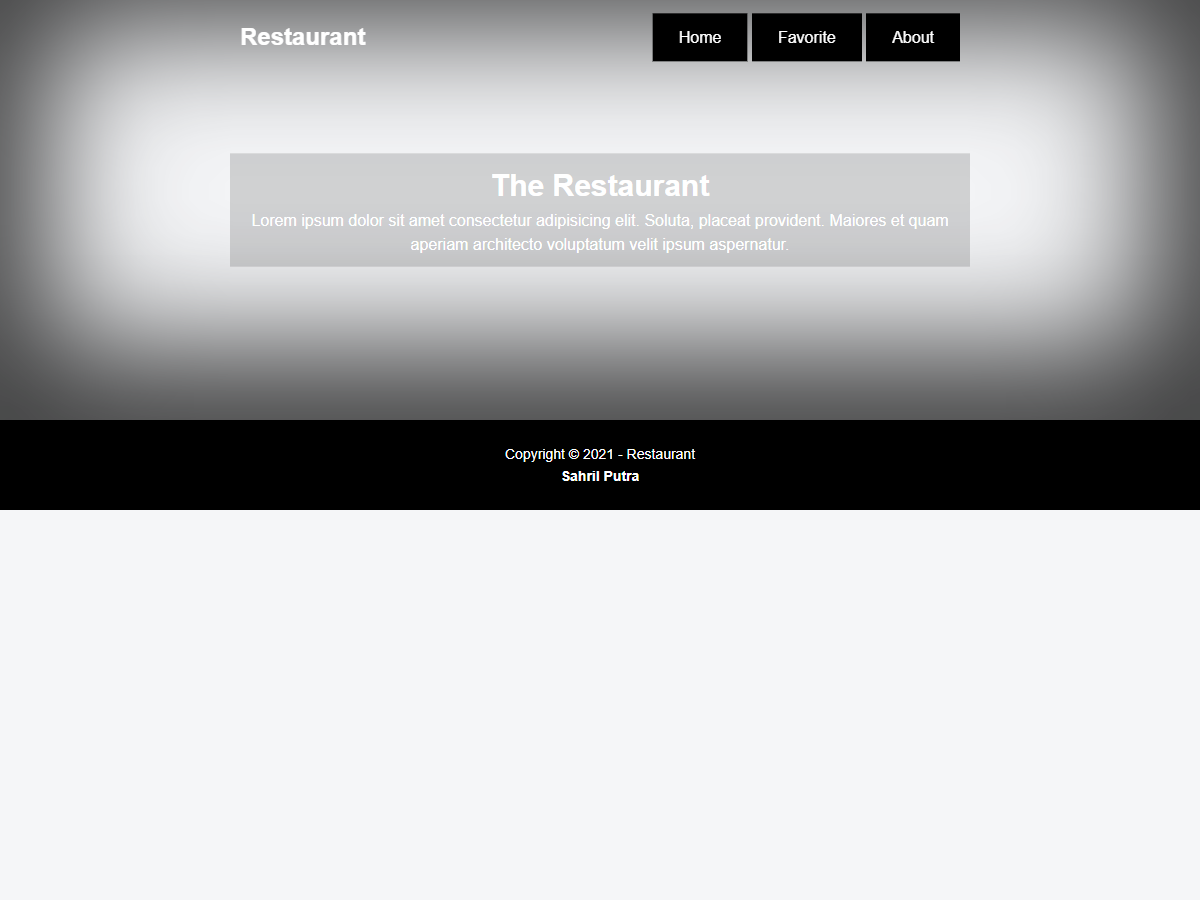 Restaurant
Home Favorite About
The Restaurant
Lorem ipsum dolor sit amet consectetur adipisicing elit. Soluta, placeat provident. Maiores et quam
aperiam architecto voluptatum velit ipsum aspernatur.
Copyright © 2021 - Restaurant
Sahril Putra